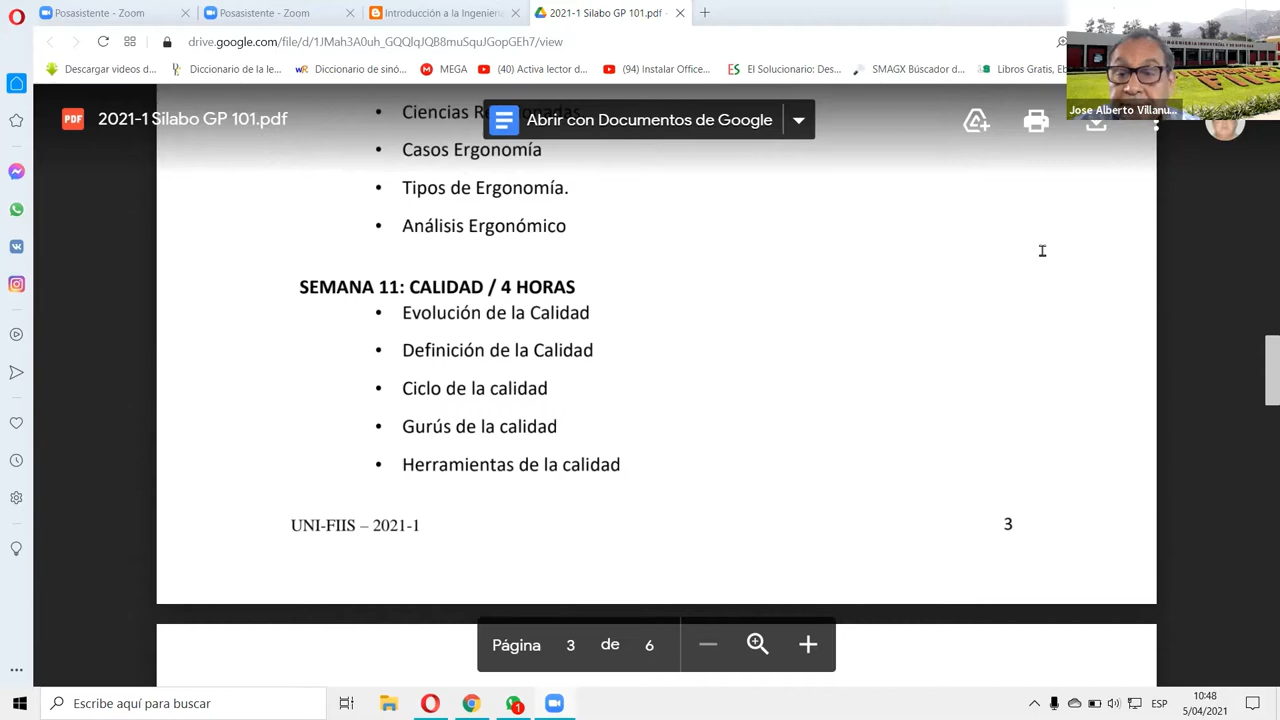 Posasistente - Zoom
Posasistente - Zoom
Introducción a la Ingenier
2021-1 Silabo GP 101.pdf
drive.google.com/file/d/1JMah3A0uh_GQQlqJQB8musqujJGopGEh7/view
Descargar videos d...
Diccionario de la le...
Diccionario de sinó...
MEGA
(40) Activa sector d...
(94) Instalar Office...
El Solucionario: Des...
SMAGX Búscador d...
Libros Gratis, Eb
Jose Alberto Villanu...
PDF
2021-1 Silabo GP 101.pdf
Abrir con Documentos de Google
Casos Ergonomía
Tipos de Ergonomía.
Análisis Ergonómico
SEMANA 11: CALIDAD / 4 HORAS
Evolución de la Calidad
Definición de la Calidad
Ciclo de la calidad
Gurús de la calidad
Herramientas de la calidad
UNI-FIIS – 2021-1
3
Página 3 de 6
Escribe aquí para buscar
ESP
10:48
5/04/2021